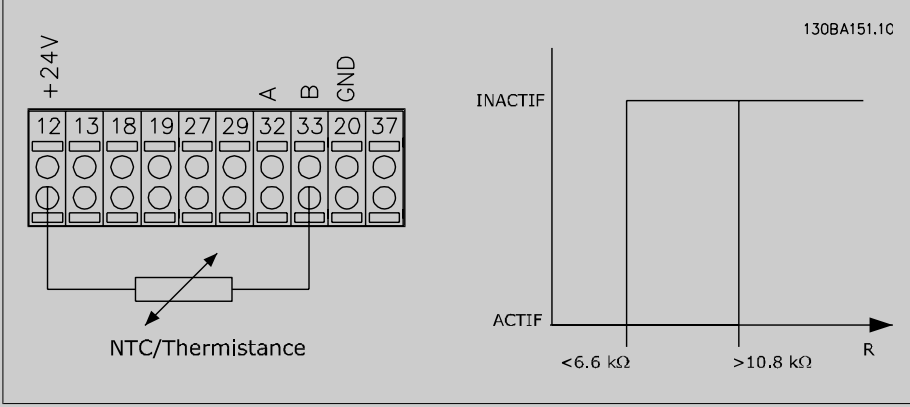 130BA151.10
+24V
A
B
GND
12 13 18 19 27 29 32 33 20 37
NTC/Thermistance
INACTIF
ACTIF
<6.6 kΩ
>10.8 kΩ
R